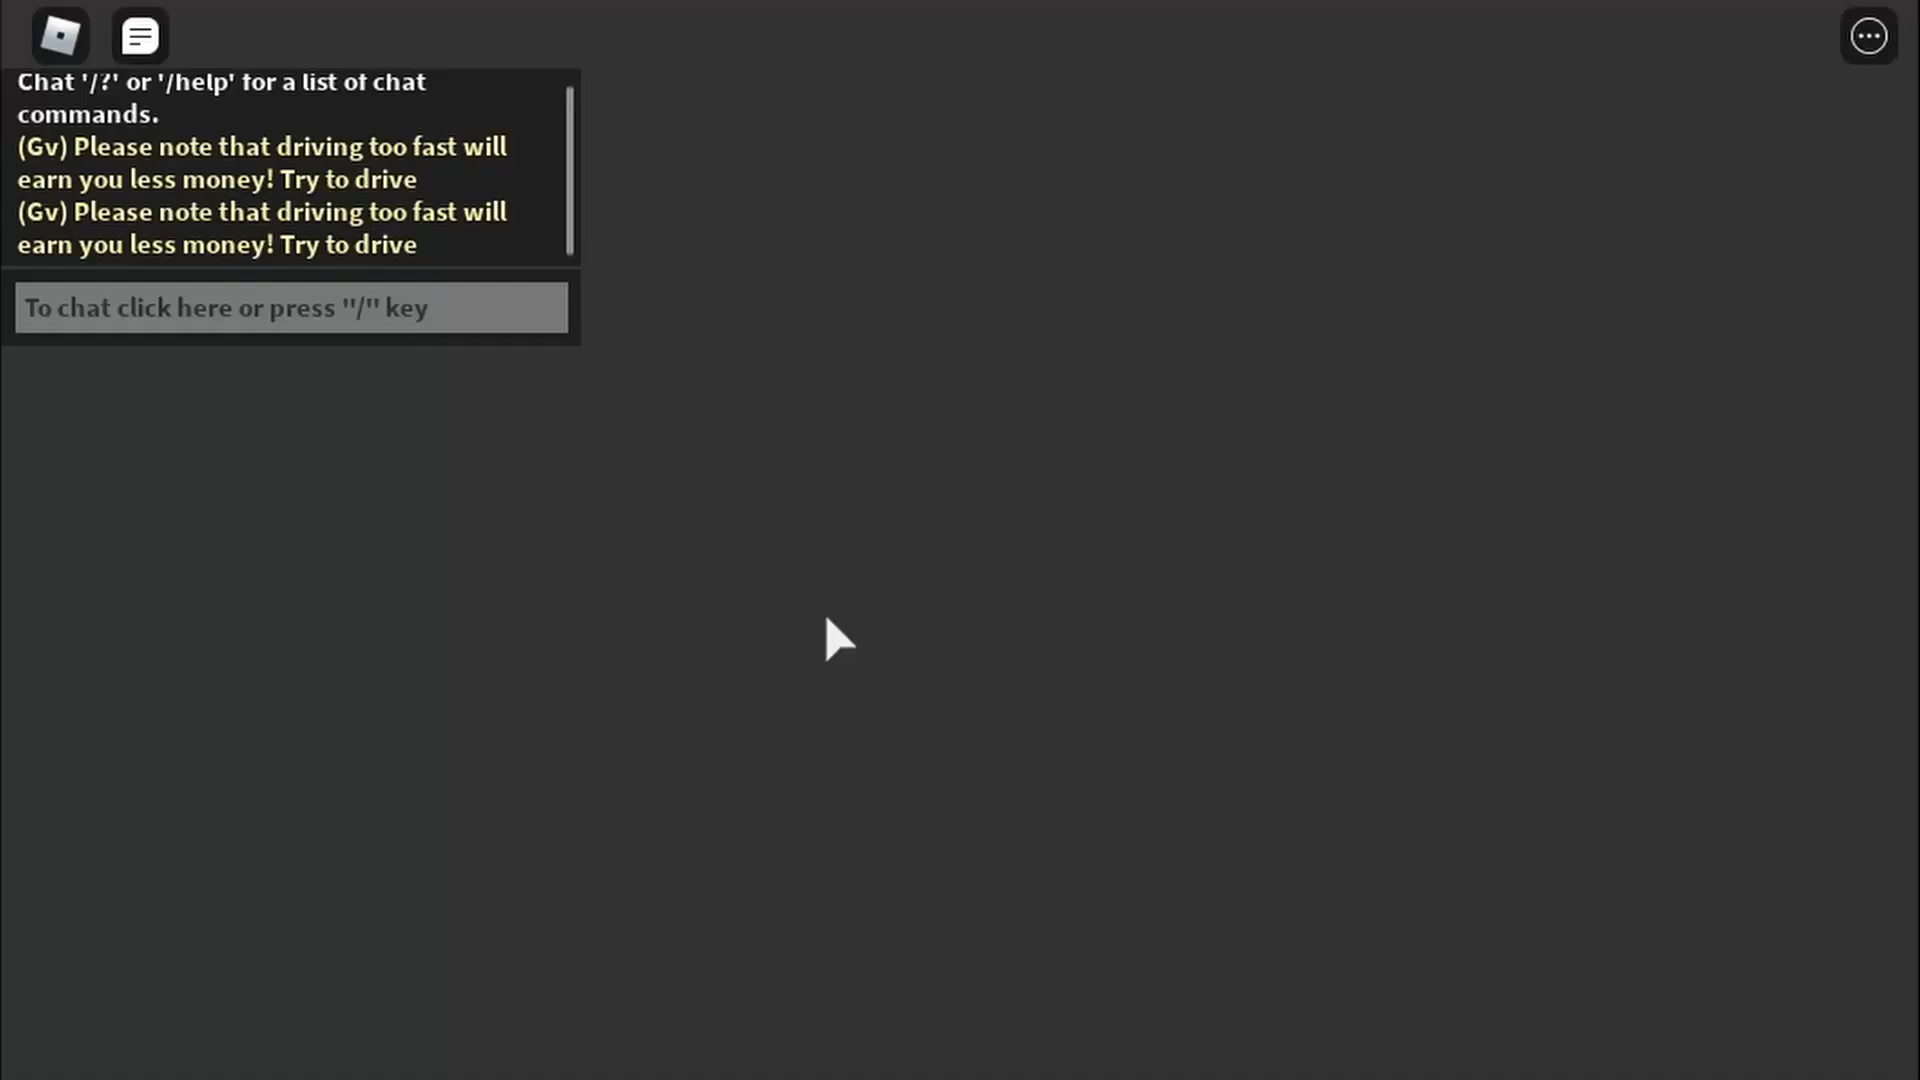 Chat '/?' or '/help' for a list of chat
commands.
(Gv) Please note that driving too fast will
earn you less money! Try to drive
(Gv) Please note that driving too fast will
earn you less money! Try to drive
To chat click here or press "/" key